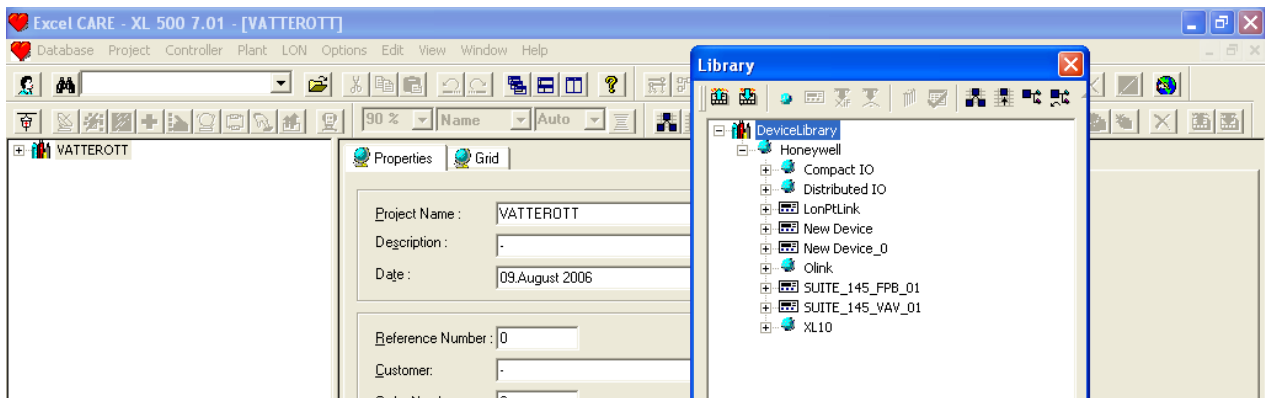 Excel CARE - XL 500 7.01 - [VATTEROTT]
Database Project Controller Plant LON Options Edit View Window Help
90 % Name Auto
VATTEROTT
Properties Grid
Project Name : VATTEROTT
Description : -
Date : 09.August 2006
Reference Number : 0
Customer: -
Library
DeviceLibrary
Honeywell
Compact IO
Distributed IO
LonPtLink
New Device
New Device_0
Olink
SUITE_145_FPB_01
SUITE_145_VAV_01
XL10